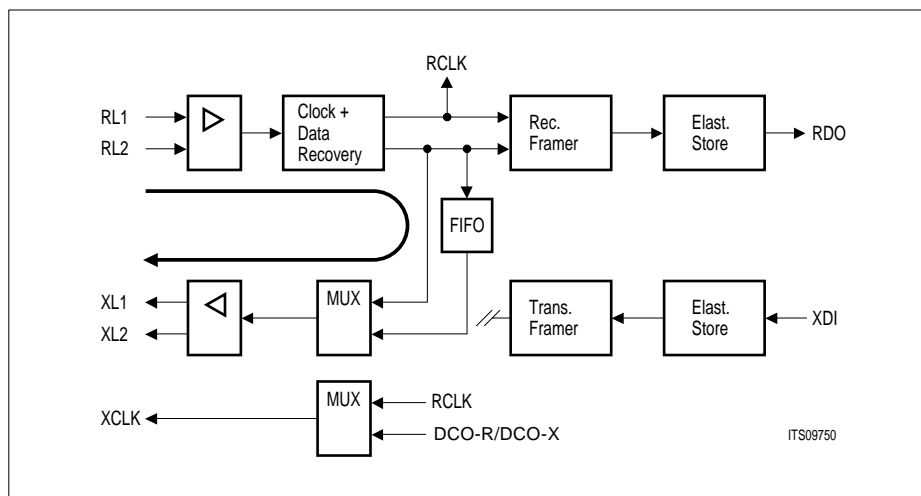 RCLK
RL1
RL2
Clock +
Data
Recovery
Rec.
Framer
Elast.
Store
RDO
FIFO
XL1
XL2
MUX
Trans.
Framer
Elast.
Store
XDI
XCLK
MUX
RCLK
DCO-R/DCO-X
ITS09750